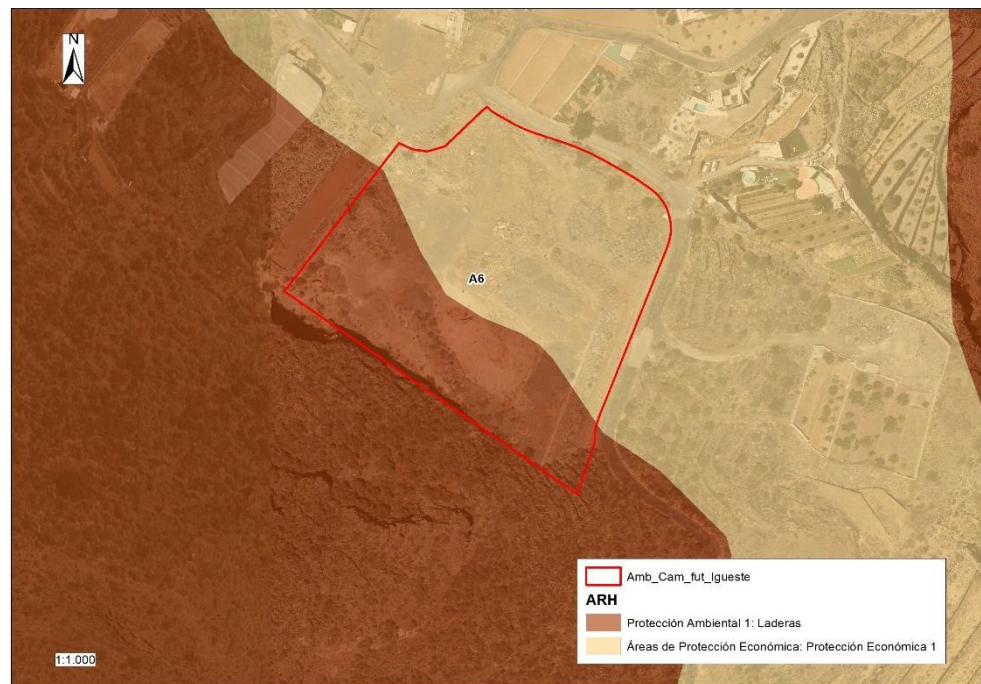 N
A6
Amb_Cam_fut_Igueste
ARH
Protección Ambiental 1: Laderas
Áreas de Protección Económica: Protección Económica 1
1:1.000